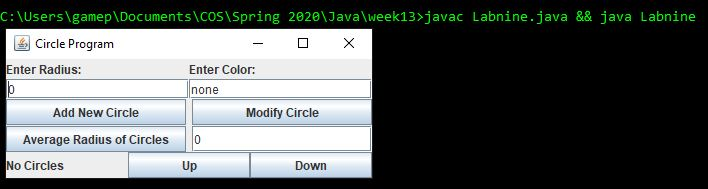 C:\Users\gamep\Documents\COS\Spring 2020\Java\week13>javac Labnine.java && java Labnine
Circle Program
Enter Radius: Enter Color:
0 none
Add New Circle Modify Circle
Average Radius of Circles 0
No Circles Up Down